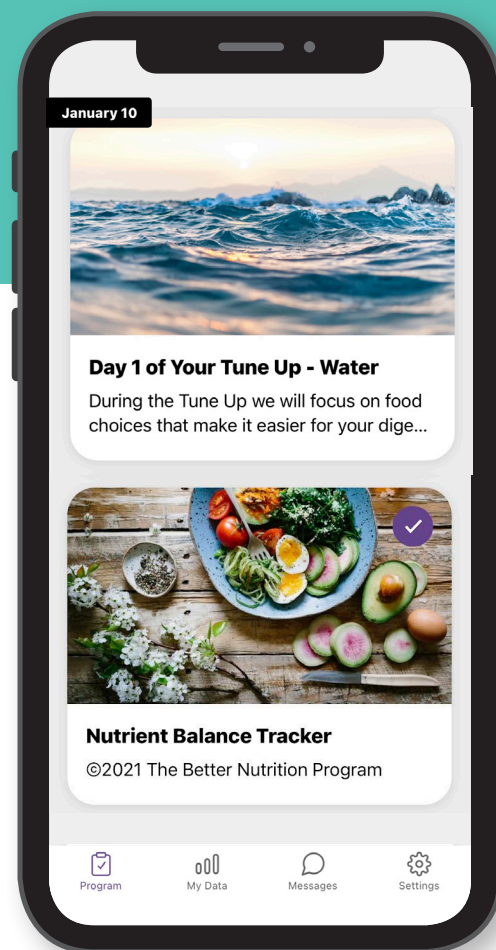 January 10
Day 1 of Your Tune Up - Water
During the Tune Up we will focus on food
choices that make it easier for your dige...
Nutrient Balance Tracker
©2021 The Better Nutrition Program
Program
My Data
Messages
Settings